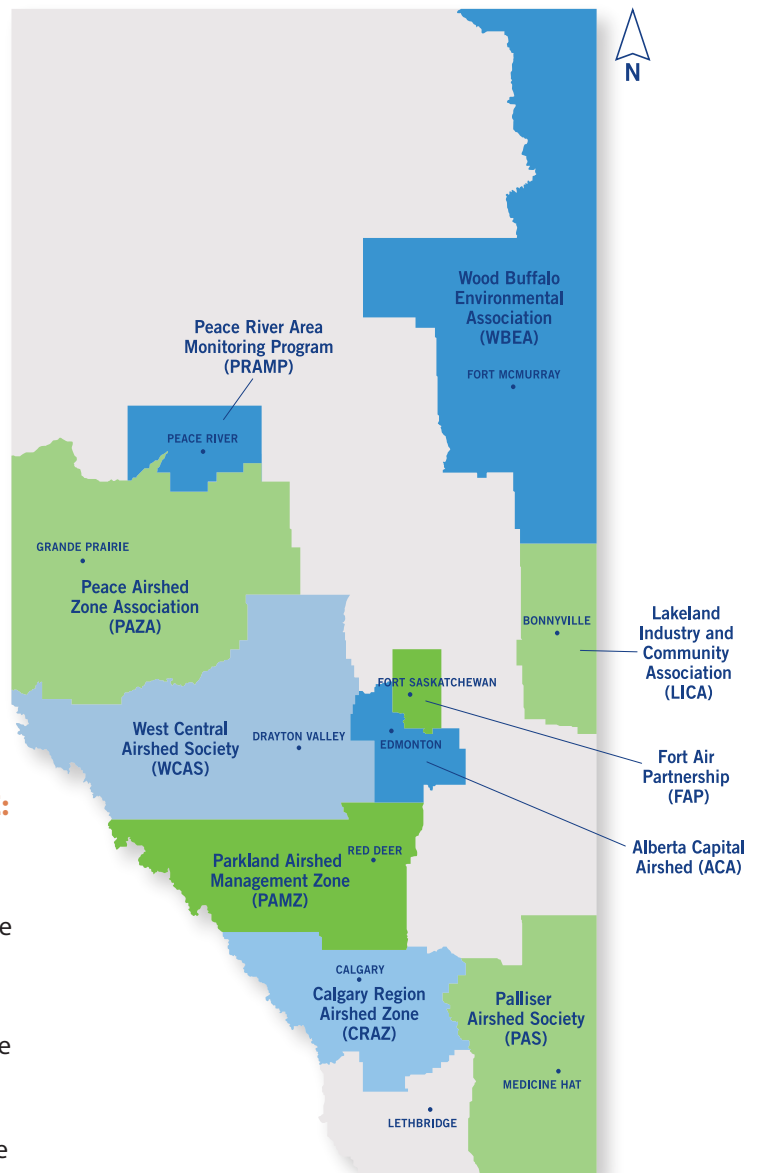 N
Wood Buffalo
Environmental
Association
(WBEA)
FORT MCMURRAY
Peace River Area
Monitoring Program
(PRAMP)
PEACE RIVER
GRANDE PRAIRIE
Peace Airshed
Zone Association
(PAZA)
BONNYVILLE
Lakeland
Industry and
Community
Association
(LICA)
FORT SASKATCHEWAN
West Central
Airshed Society
(WCAS)
DRAYTON VALLEY
EDMONTON
Fort Air
Partnership
(FAP)
:
Alberta Capital
Airshed (ACA)
RED DEER
Parkland Airshed
Management Zone
(PAMZ)
e
CALGARY
Calgary Region
Airshed Zone
(CRAZ)
Palliser
Airshed Society
(PAS)
e
MEDICINE HAT
LETHBRIDGE
e